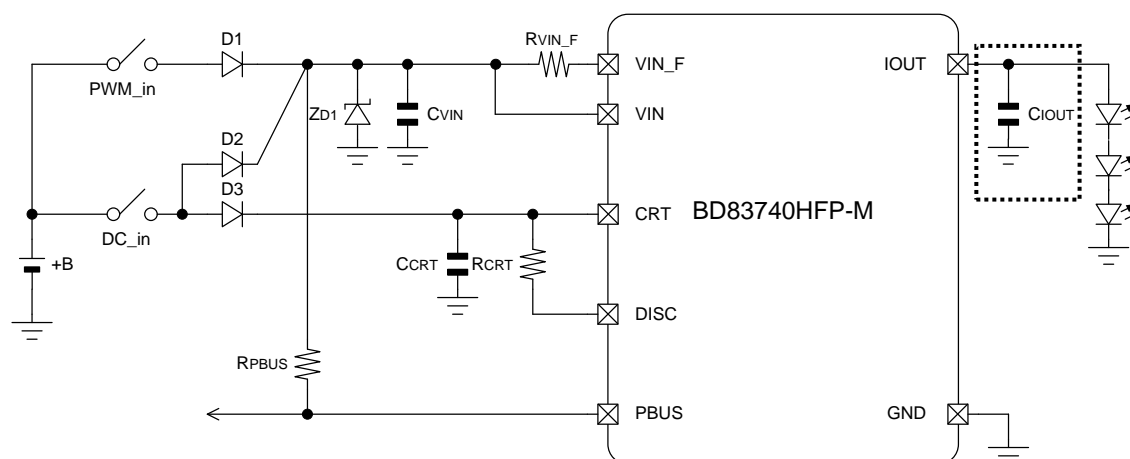 D1
RVIN_F
PWM_in
ZD1
CVIN
VIN_F
VIN
IOUT
CIOUT
D2
D3
DC_in
+B
CCRT
RCRT
CRT
BD83740HFP-M
DISC
RPBUS
PBUS
GND